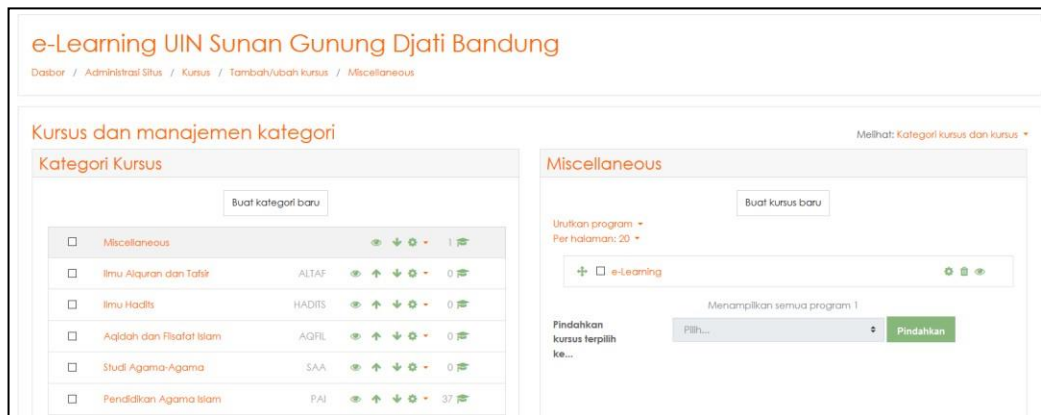 e-Learning UIN Sunan Gunung Djati Bandung
Dasbor / Administrasi Situs / Kursus / Tambah/ubah kursus / Miscellaneous
Kursus dan manajemen kategori
Melihat: Kategori kursus dan kursus
Kategori Kursus
Buat kategori baru
Miscellaneous 1
Ilmu Alquran dan Tafsir ALTAF 0
Ilmu Hadits HADITS 0
Aqidah dan Flisafat Islam AQFIL 0
Studi Agama-Agama SAA 0
Pendidikan Agama Islam PAI 37
Miscellaneous
Buat kursus baru
Urutkan program
Per halaman: 20
e-Learning
Menampilkan semua program 1
Pindahkan
kursus terpilih
ke...
Pilih...
Pindahkan